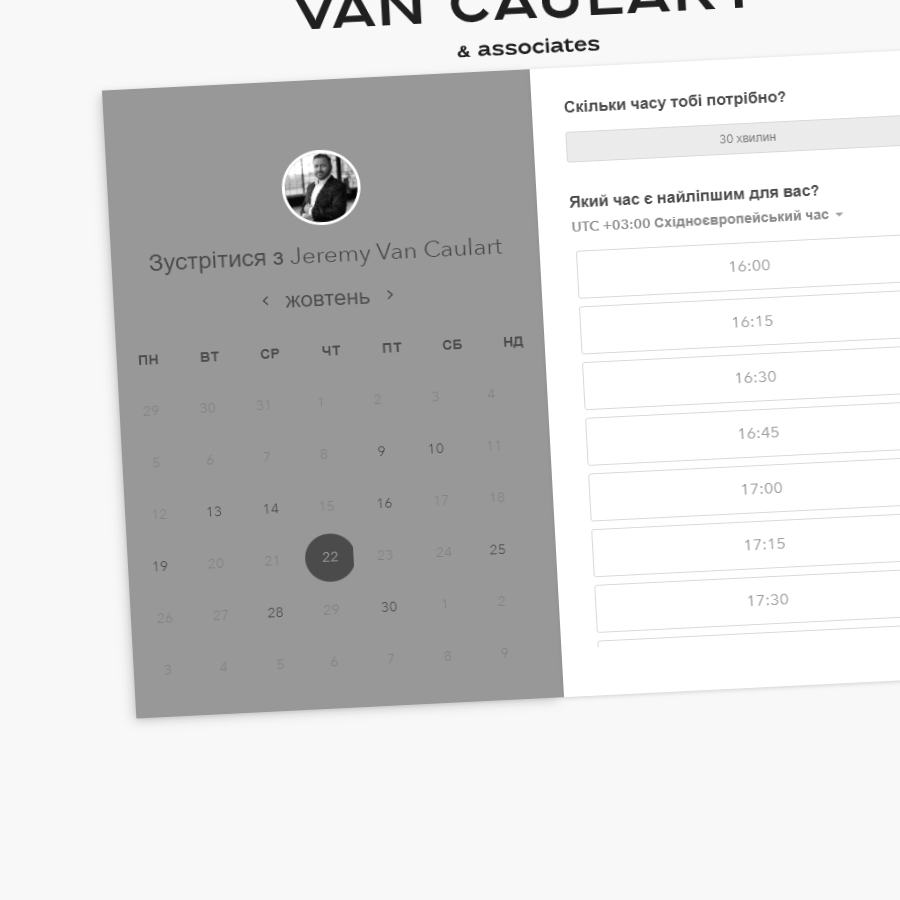 VAN CAULART
& associates
Зустрітися з Jeremy Van Caulart
жовтень
ПН ВТ СР ЧТ ПТ СБ НД
29 30 31 1 2 3 4
5 6 7 8 9 10 11
12 13 14 15 16 17 18
19 20 21 22 23 24 25
26 27 28 29 30 1 2
3 4 5 6 7 8 9
Скільки часу тобі потрібно?
30 хвилин
Який час є найліпшим для вас?
UTC +03:00 Східноєвропейський час
16:00
16:15
16:30
16:45
17:00
17:15
17:30